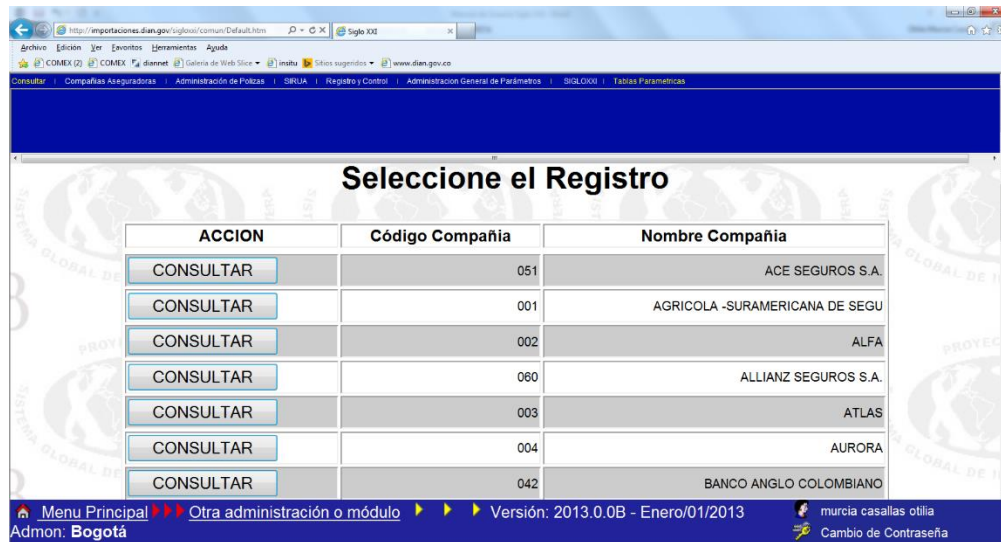 http://importaciones.dian.gov/sigloxxi/comun/Default.htm
Siglo XXI
Archivo Edición Ver Favoritos Herramientas Ayuda
COMEX (2) COMEX diannet Galería de Web Slice insitu Sitios sugeridos www.dian.gov.co
Consultar | Compañias Aseguradoras | Administración de Polizas | SIRUA | Registro y Control | Administracion General de Parámetros | SIGLOXXI | Tablas Parametricas
Seleccione el Registro
ACCION Código Compañia Nombre Compañia
CONSULTAR 051 ACE SEGUROS S.A.
CONSULTAR 001 AGRICOLA -SURAMERICANA DE SEGU
CONSULTAR 002 ALFA
CONSULTAR 060 ALLIANZ SEGUROS S.A.
CONSULTAR 003 ATLAS
CONSULTAR 004 AURORA
CONSULTAR 042 BANCO ANGLO COLOMBIANO
Menu Principal Otra administración o módulo Versión: 2013.0.0B - Enero/01/2013 murcia casallas otilia
Admon: Bogotá Cambio de Contraseña